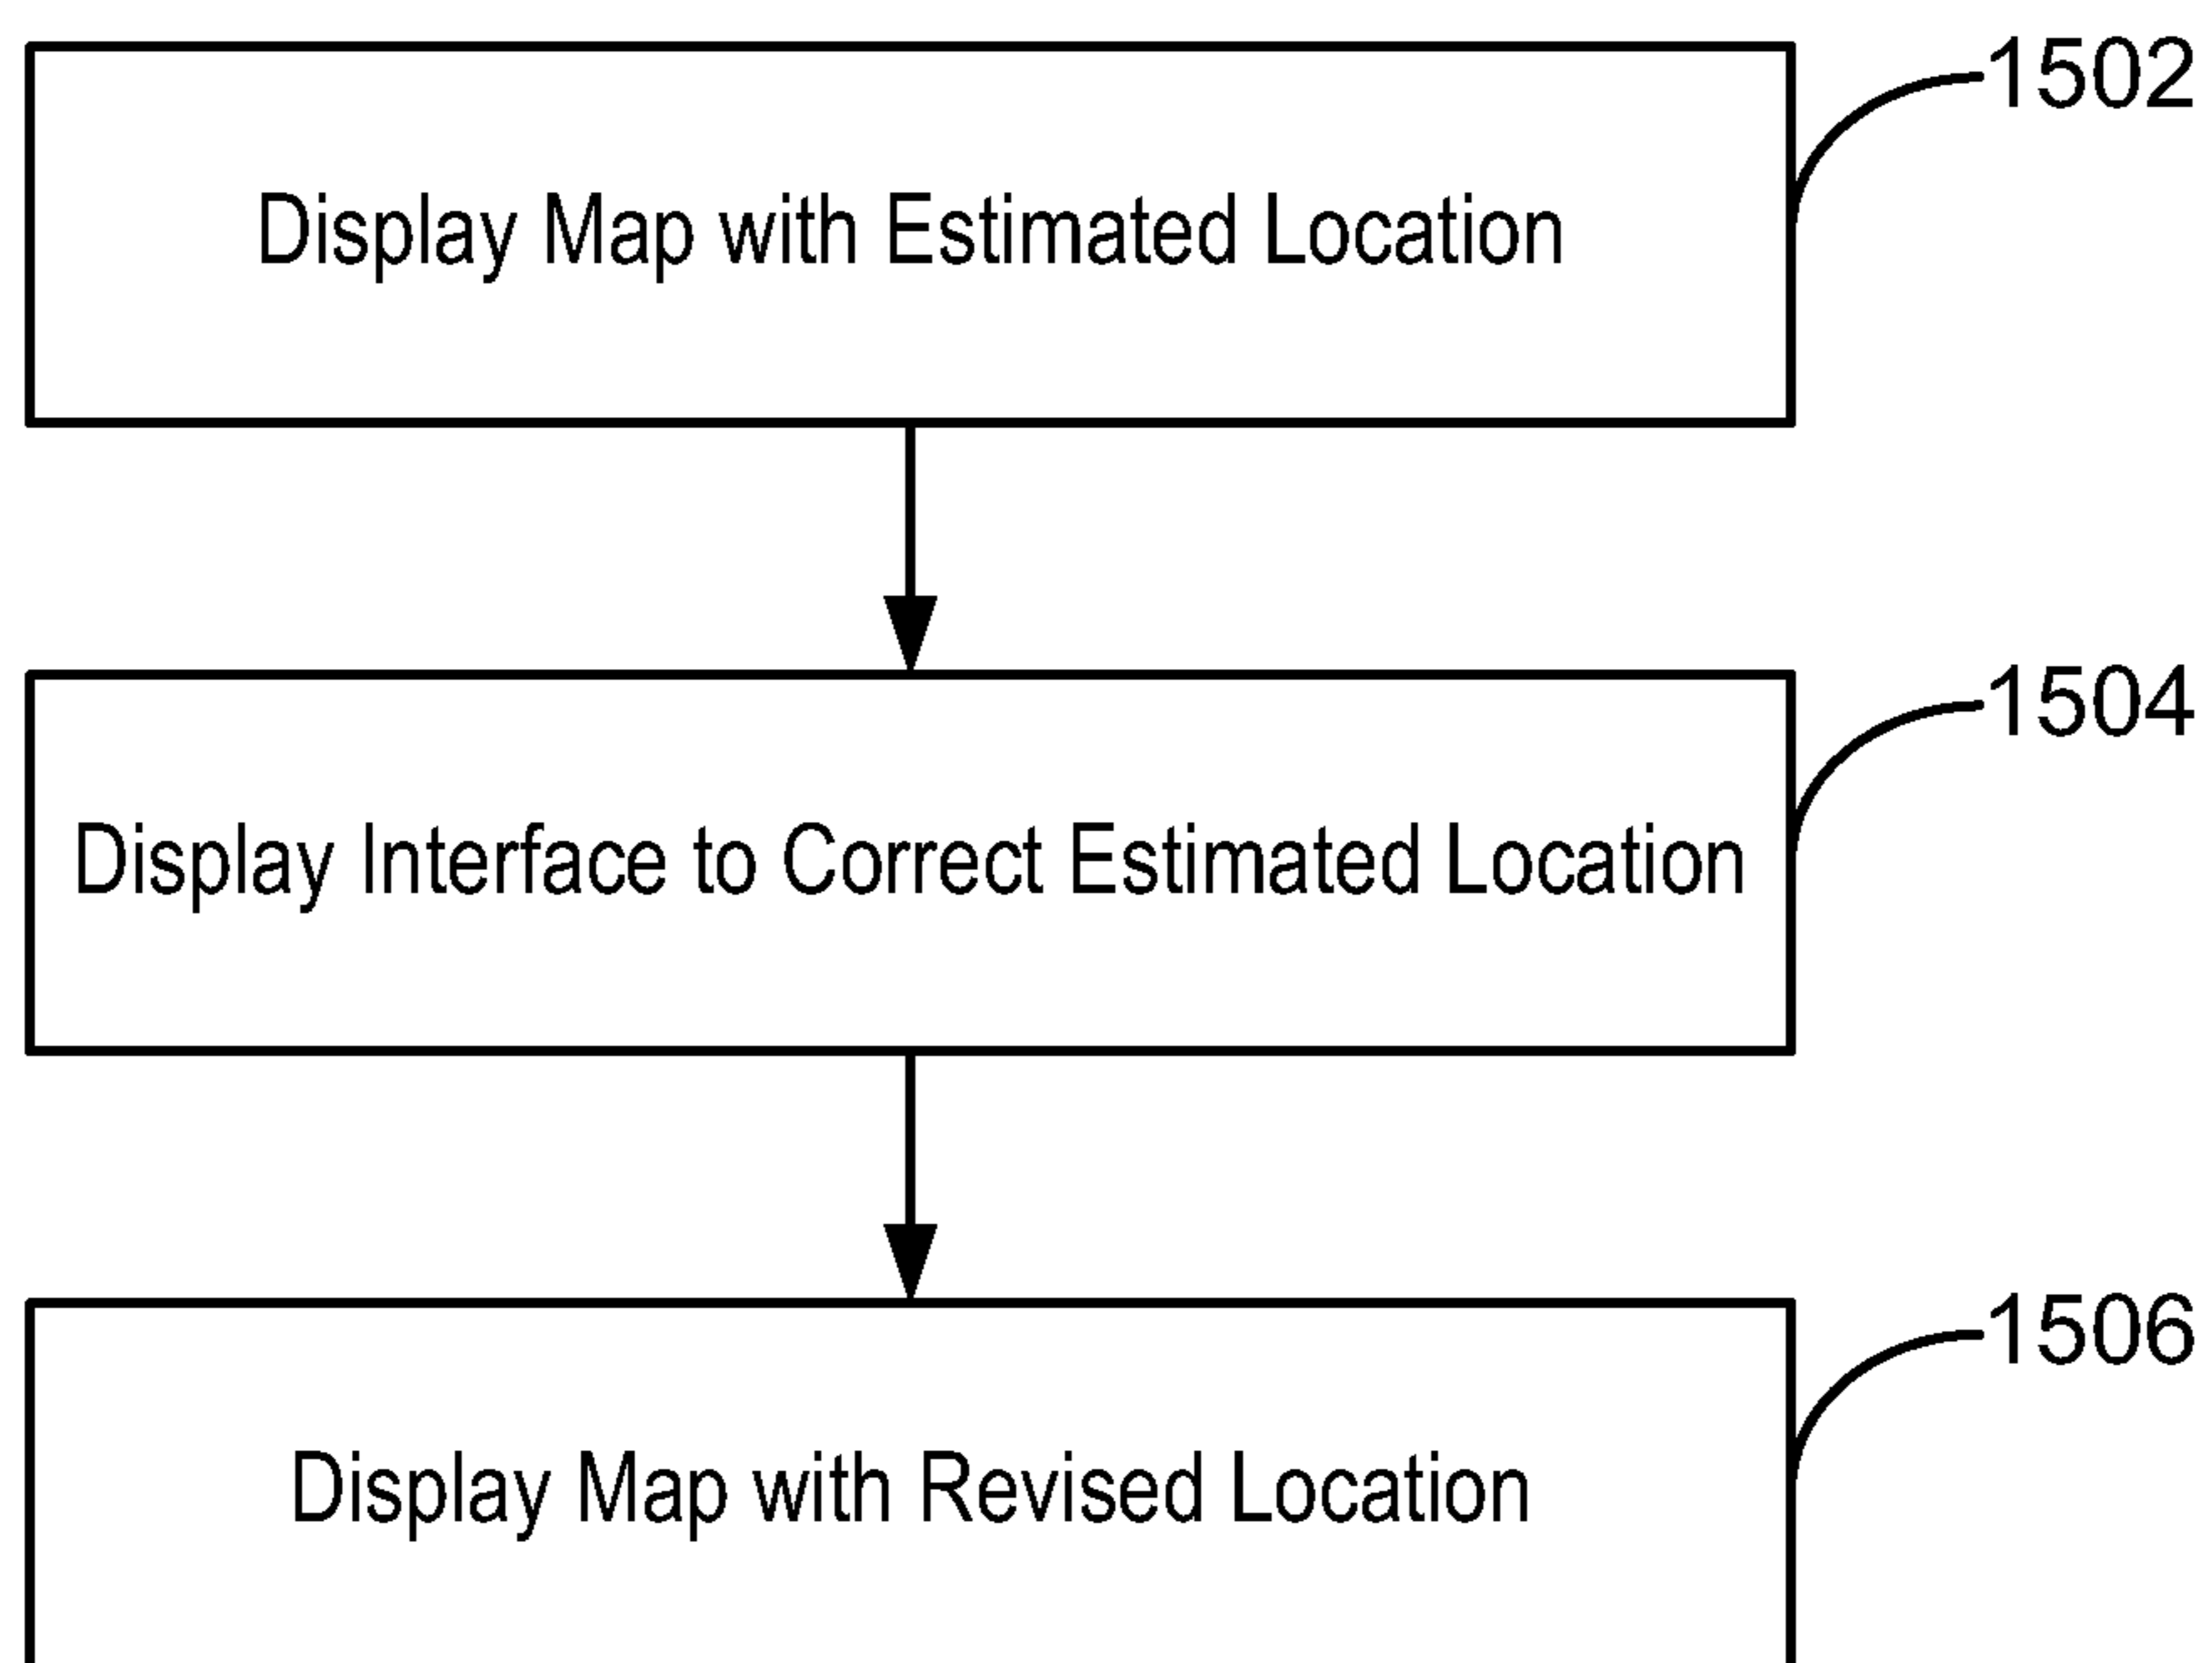 1502
Display Map with Estimated Location
1504
Display Interface to Correct Estimated Location
1506
Display Map with Revised Location